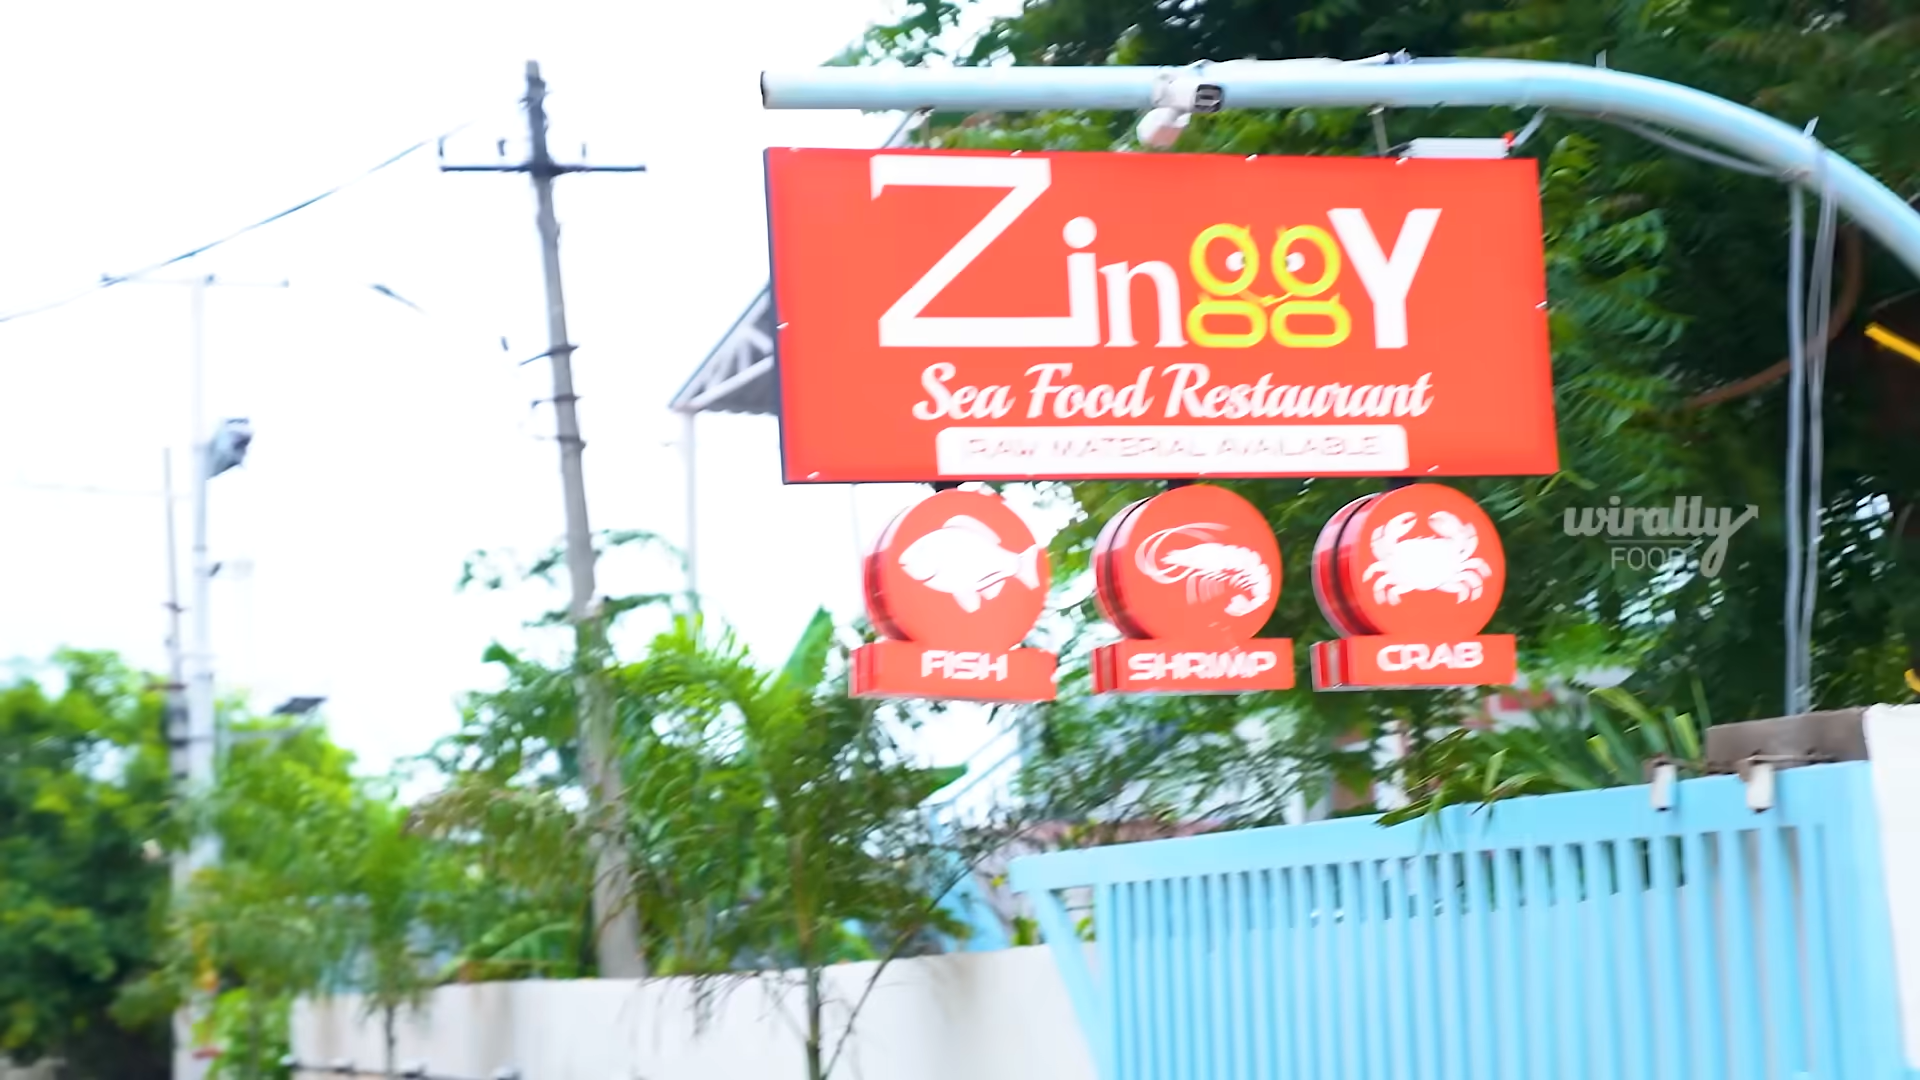 ZinggY
Sea Food Restaurant
RAW MATERIAL AVAILABLE
FISH
SHRIMP
CRAB
wirally
FOOD